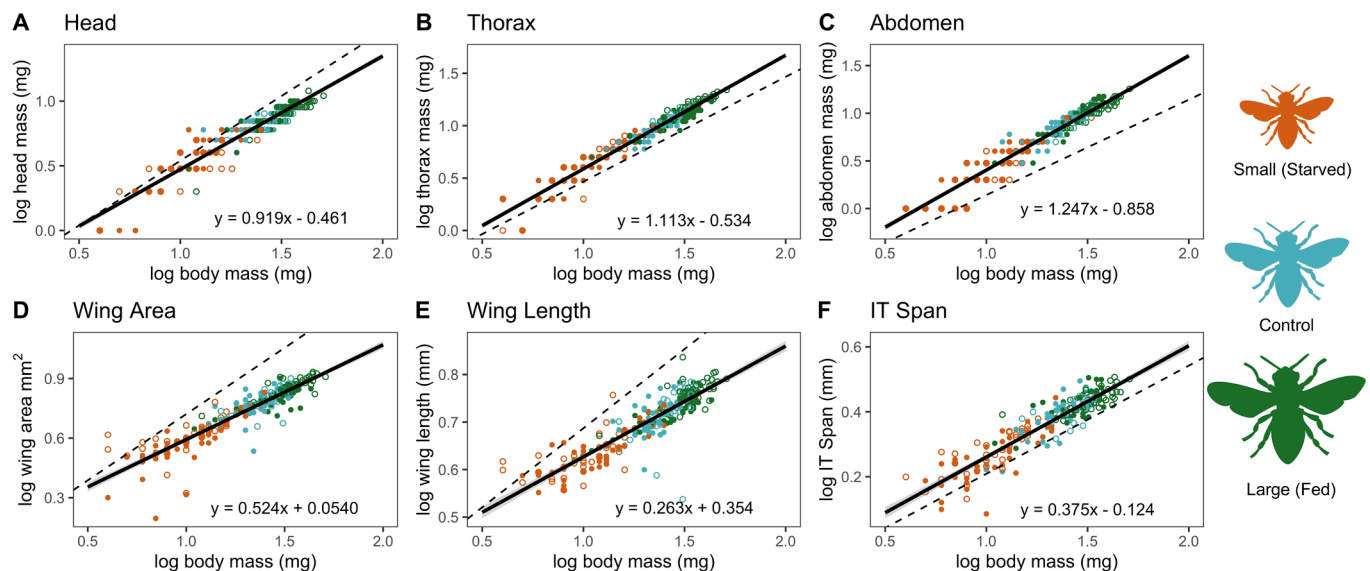 A Head
B Thorax
C Abdomen
log head mass (mg)
0.0
0.5
1.0
y = 0.919x - 0.461
0.5 1.0 1.5 2.0
log body mass (mg)
log thorax mass (mg)
0.0
0.5
1.0
1.5
y = 1.113x - 0.534
0.5 1.0 1.5 2.0
log body mass (mg)
log abdomen mass (mg)
0.0
0.5
1.0
1.5
y = 1.247x - 0.858
0.5 1.0 1.5 2.0
log body mass (mg)
Small (Starved)
Control
Large (Fed)
D Wing Area
E Wing Length
F IT Span
log wing area mm²
0.3
0.6
0.9
y = 0.524x + 0.0540
0.5 1.0 1.5 2.0
log body mass (mg)
log wing length (mm)
0.5
0.6
0.7
0.8
0.9
y = 0.263x + 0.354
0.5 1.0 1.5 2.0
log body mass (mg)
log IT Span (mm)
0.2
0.4
0.6
y = 0.375x - 0.124
0.5 1.0 1.5 2.0
log body mass (mg)